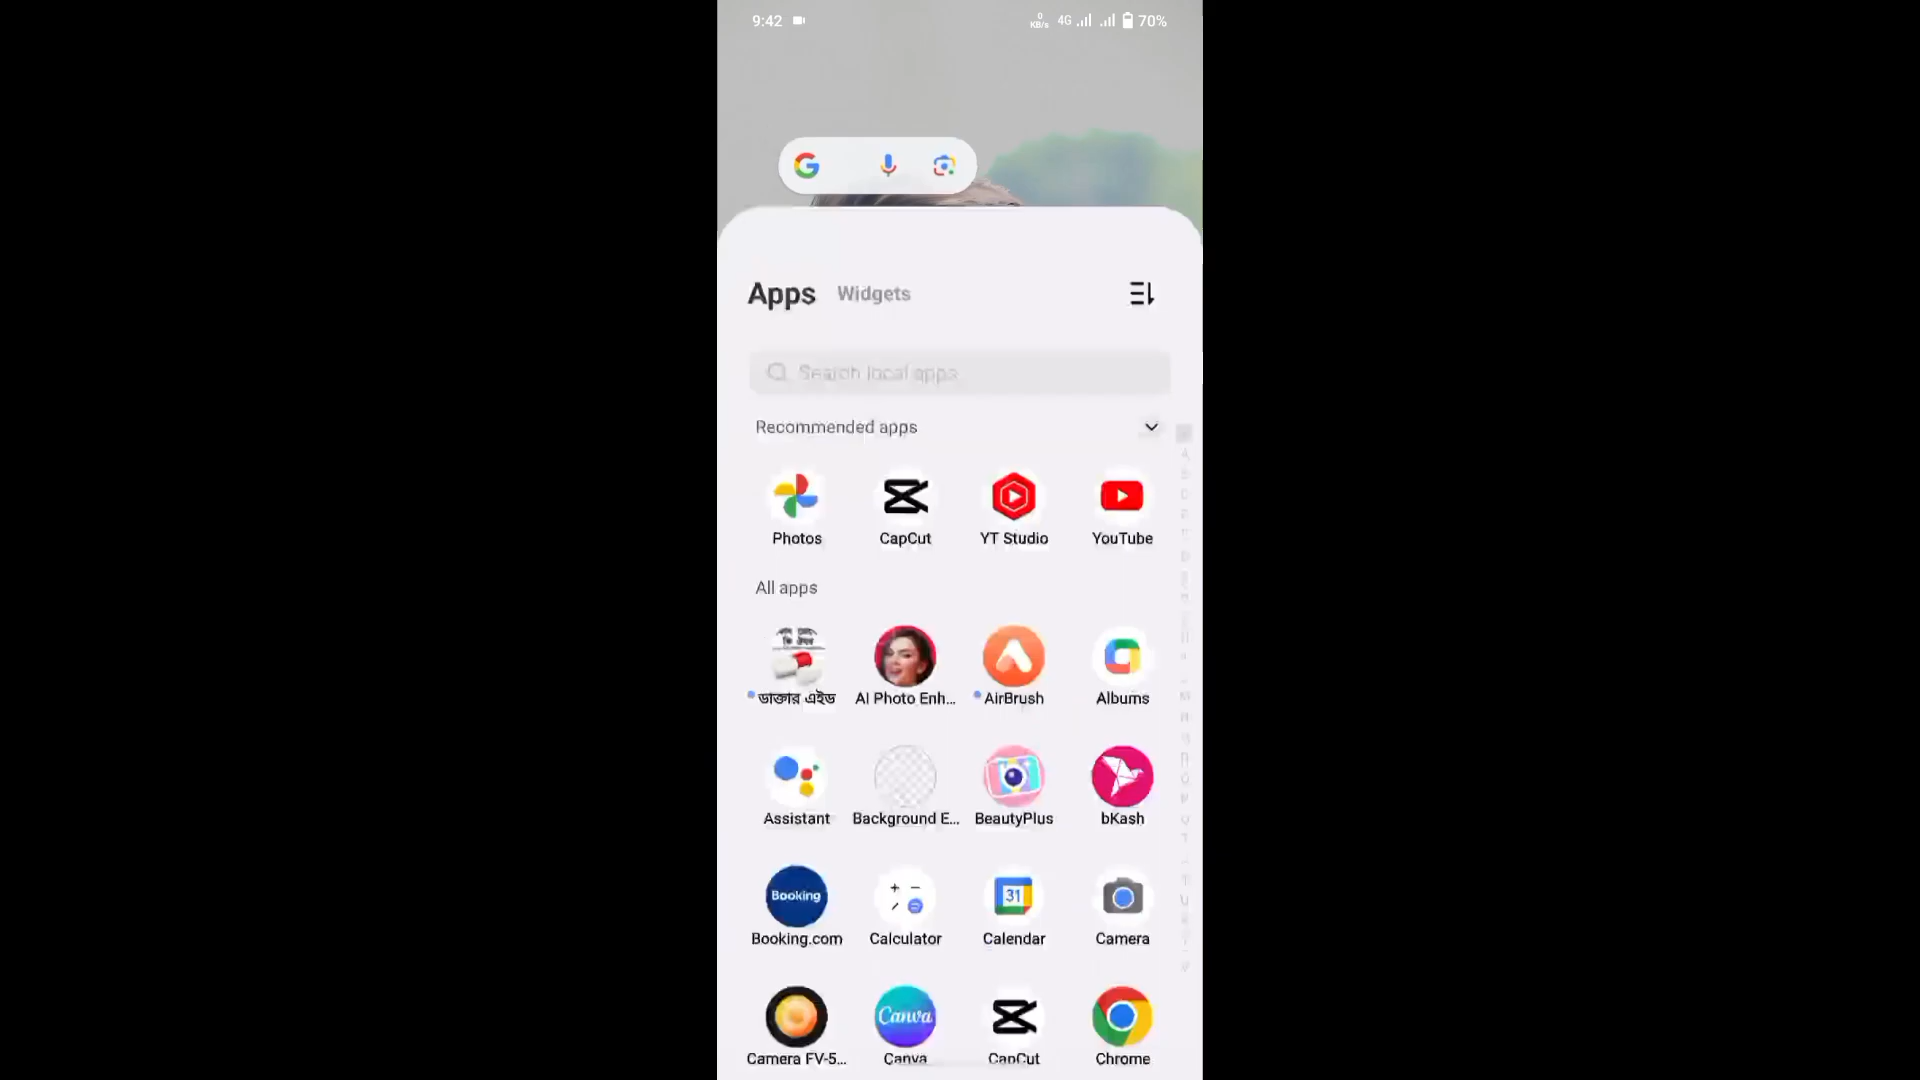 9:42 0 KB/s 4G 70%
Apps Widgets
Search local apps
Recommended apps
Photos CapCut YT Studio YouTube
All apps
ডাক্তার এইড AI Photo Enh... AirBrush Albums
Assistant Background E... BeautyPlus bKash
Booking
31
Booking.com Calculator Calendar Camera
Canva
Camera FV-5... Canva CapCut Chrome